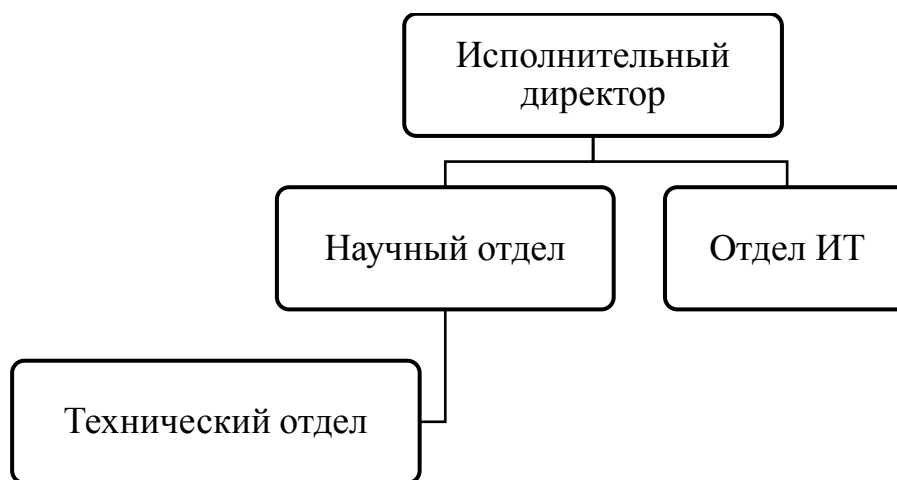 Исполнительный
директор
Научный отдел
Отдел ИТ
Технический отдел